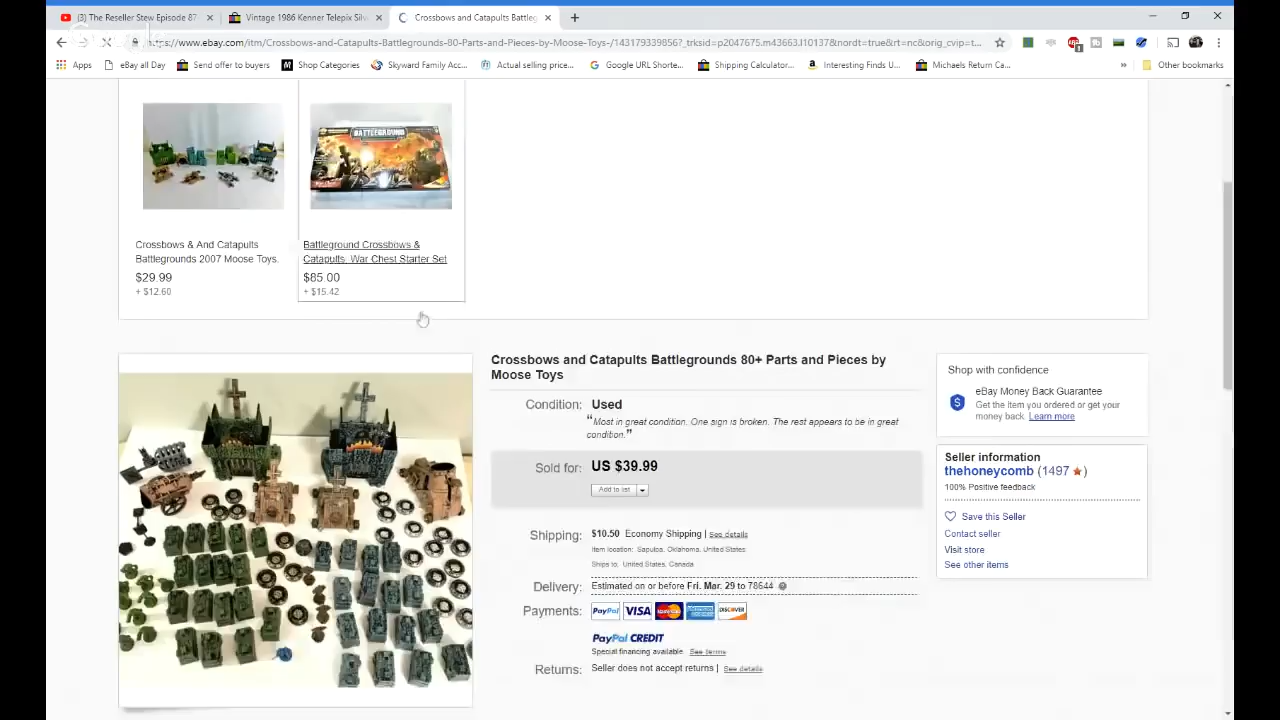 (3) The Reseller Stew Episode 87
Vintage 1986 Kenner Telepix Silv
Crossbows and Catapults Battleg
https://www.ebay.com/itm/Crossbows-and-Catapults-Battlegrounds-80-Parts-and-Pieces-by-Moose-Toys-/143179339856?_trksid=p2047675.m43663.l10137&nordt=true&rt=nc&orig_cvip=t...
Apps eBay all Day Send offer to buyers Shop Categories Skyward Family Acc... Actual selling price... Google URL Shorte... Shipping Calculator... Interesting Finds U... Michaels Return Ca... » Other bookmarks
BATTLEGROUND
Crossbows & And Catapults
Battlegrounds 2007 Moose Toys.
$29.99
+ $12.60
Battleground Crossbows &
Catapults: War Chest Starter Set
$85.00
+ $15.42
Crossbows and Catapults Battlegrounds 80+ Parts and Pieces by
Moose Toys
Condition: Used
"Most in great condition. One sign is broken. The rest appears to be in great
condition."
Sold for: US $39.99
Add to list
Shipping: $10.50 Economy Shipping | See details
Item location: Sapulpa, Oklahoma, United States
Ships to: United States, Canada
Delivery: Estimated on or before Fri. Mar. 29 to 78644
Payments: PayPal VISA DISCOVER
PayPal CREDIT
Special financing available. See terms
Returns: Seller does not accept returns | See details
Shop with confidence
eBay Money Back Guarantee
Get the item you ordered or get your
money back. Learn more
Seller information
thehoneycomb (1497 ★)
100% Positive feedback
Save this Seller
Contact seller
Visit store
See other items